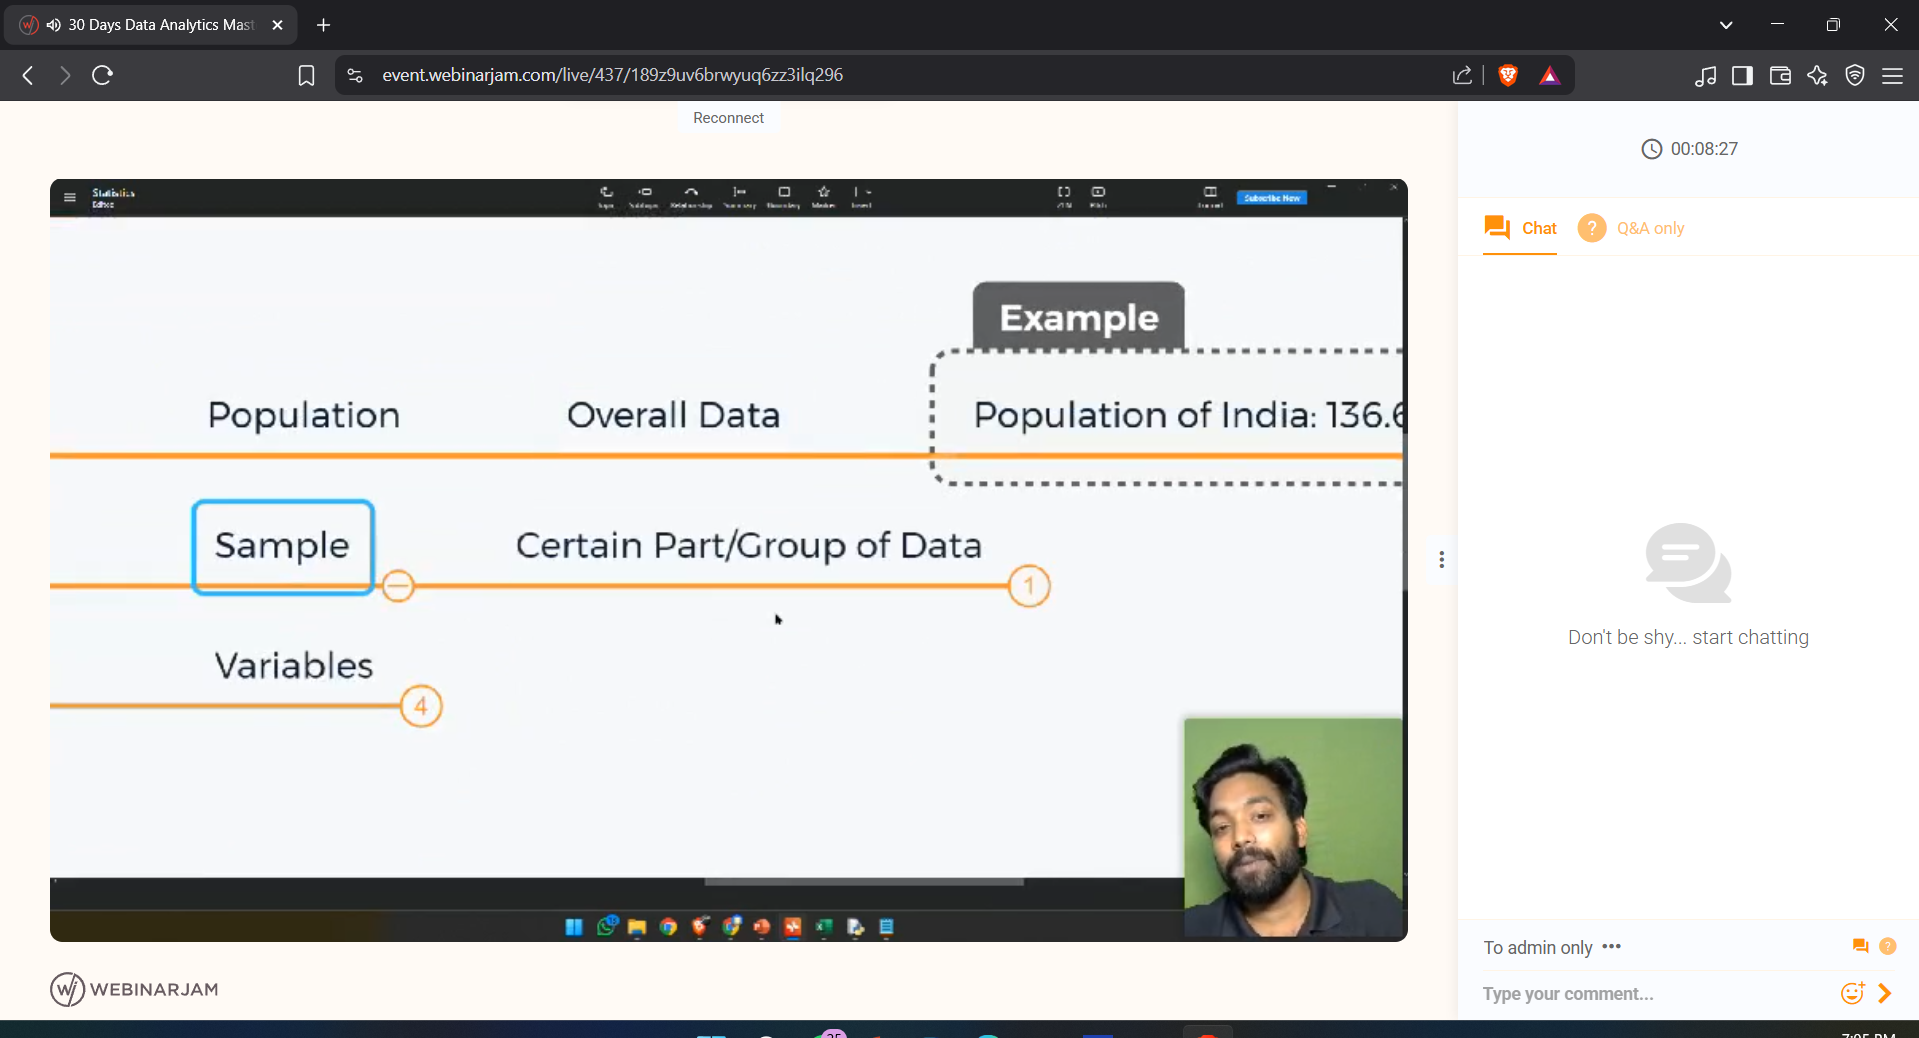 30 Days Data Analytics Mast
event.webinarjam.com/live/437/189z9uv6brwyuq6zz3ilq296
Reconnect
00:08:27
Statistics
Edited
Subscribe Now
Chat
Q&A only
Example
Population
Overall Data
Population of India: 136.6
Sample
Certain Part/Group of Data
1
Variables
4
Don't be shy... start chatting
To admin only
WEBINARJAM
Type your comment...